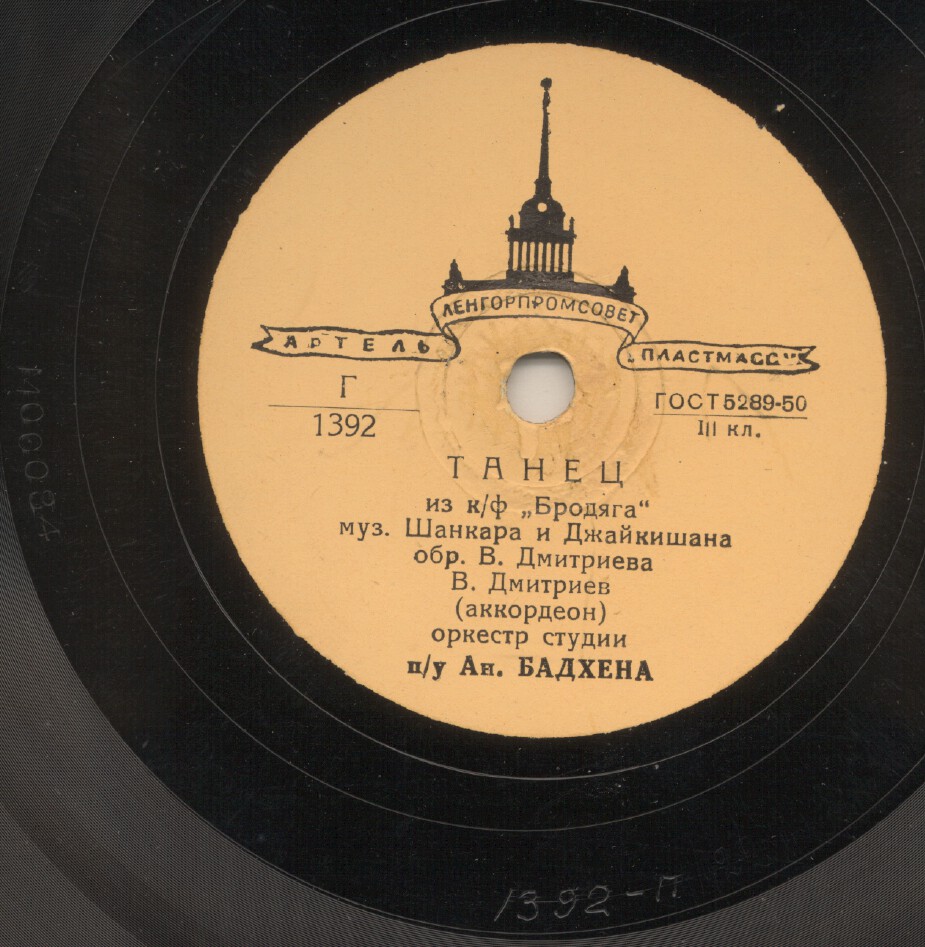 ЛЕНГОРПРОМСОВЕТ
АРТЕЛЬ
ПЛАСТМАСС
Г
1392
ГОСТ 5289-50
III кл.
ТАНЕЦ
из к/ф „Бродяга“
муз. Шанкара и Джайкишана
обр. В. Дмитриева
В. Дмитриев
(аккордеон)
оркестр студии
п/у Ан. БАДХЕНА
1392-П